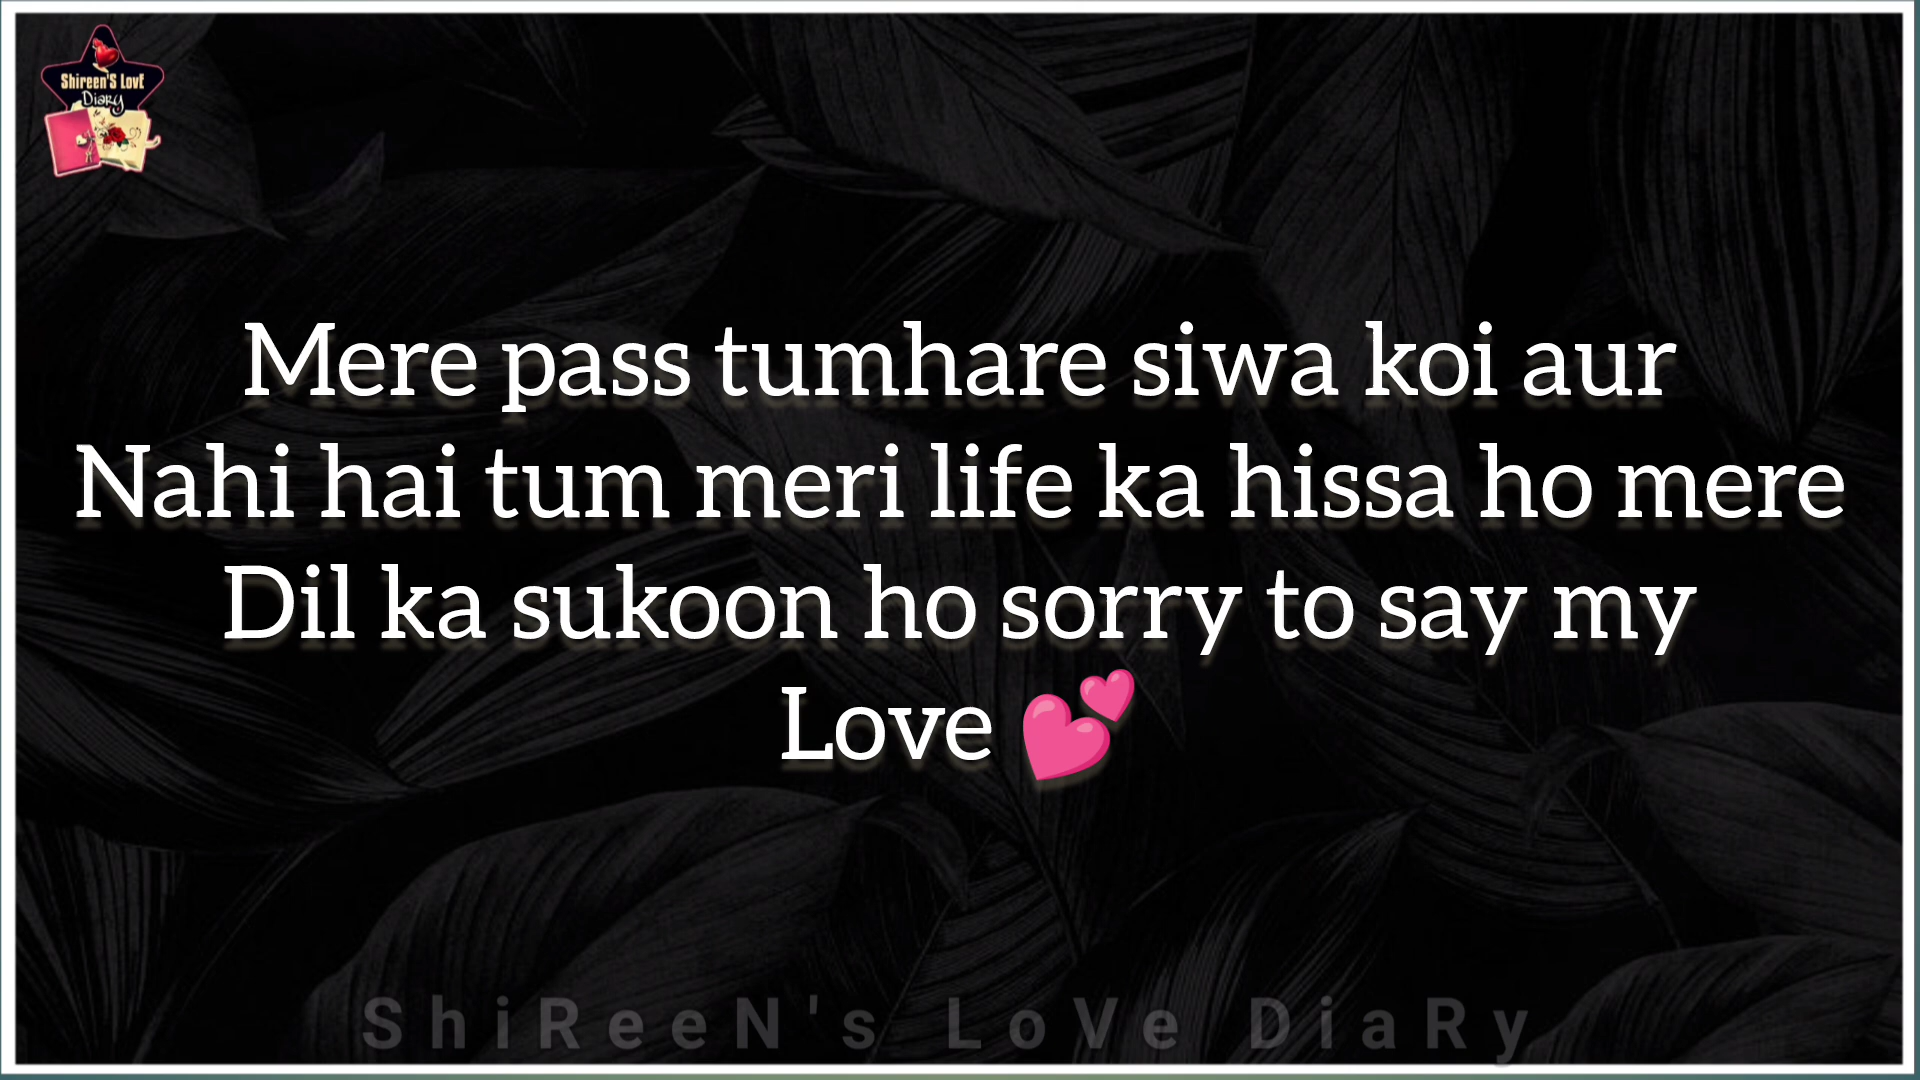 Shireen'S LovE
Diary
Mere pass tumhare siwa koi aur
Nahi hai tum meri life ka hissa ho mere
Dil ka sukoon ho sorry to say my
Love 💕
ShiReeN's LoVe DiaRy